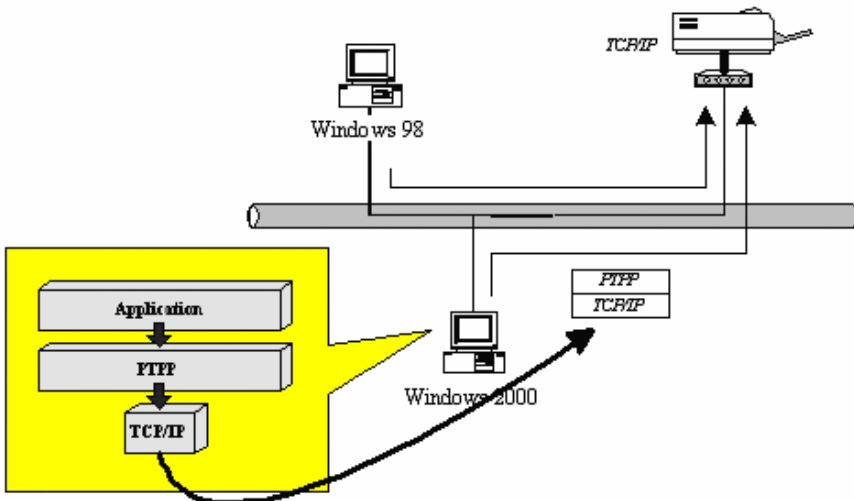 TCP/IP
Windows 98
PTPP
TCP/IP
Application
PTPP
TCP/IP
Windows 2000